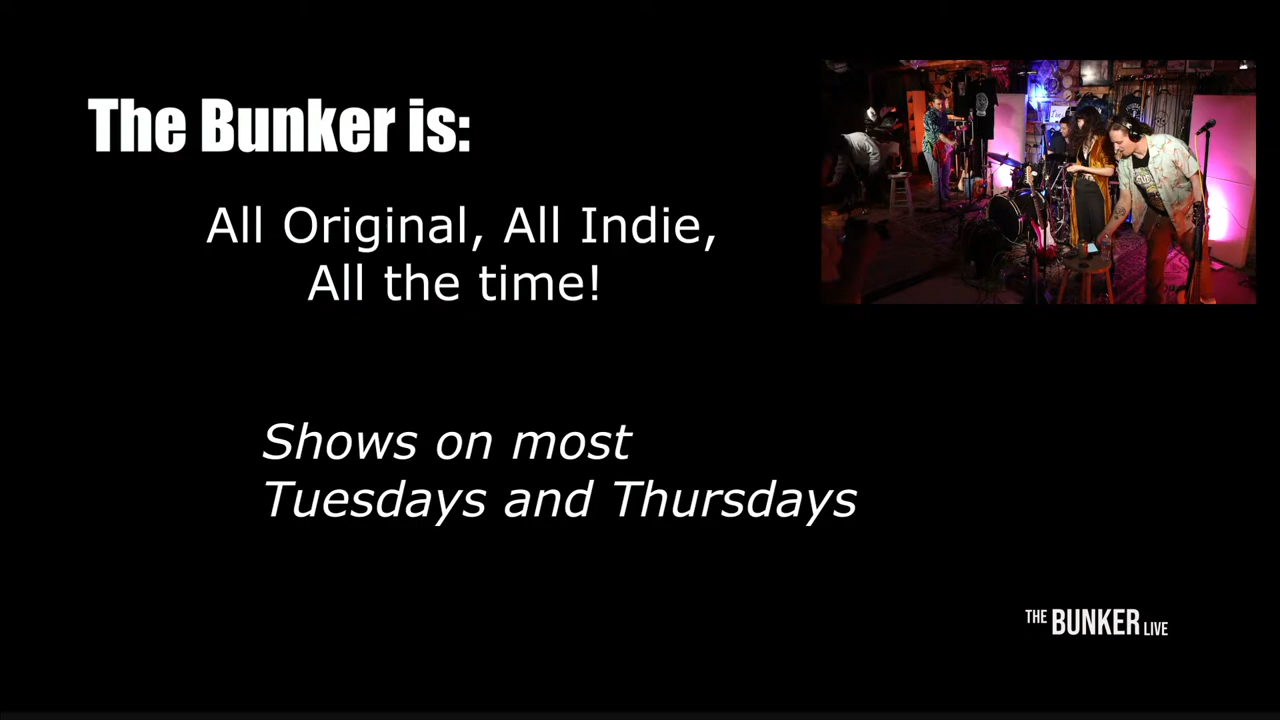 The Bunker is:
All Original, All Indie,
All the time!
Shows on most
Tuesdays and Thursdays
THE BUNKER LIVE